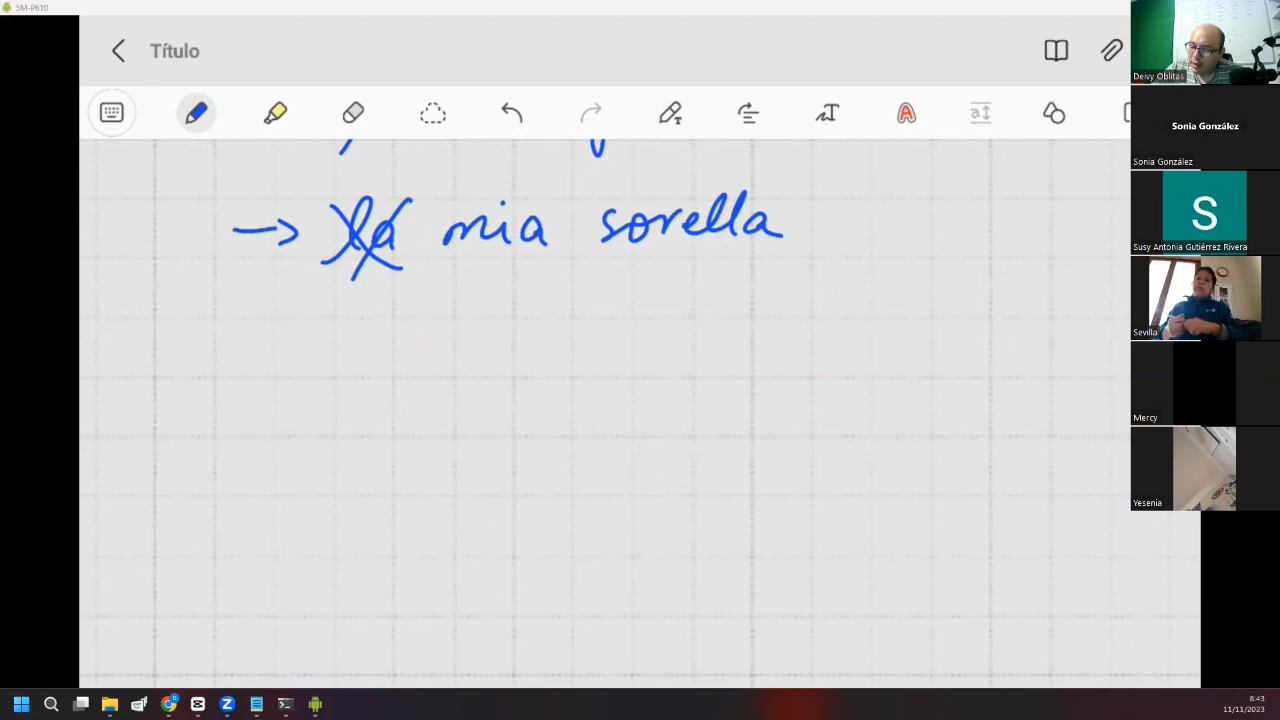 SM-P610
Título
Deivy Oblitas
→ la mia sorella
Sonia González
Sonia González
S
Susy Antonia Gutiérrez Rivera
Sevilla
Mercy
Yesenia
8:43
11/11/2023